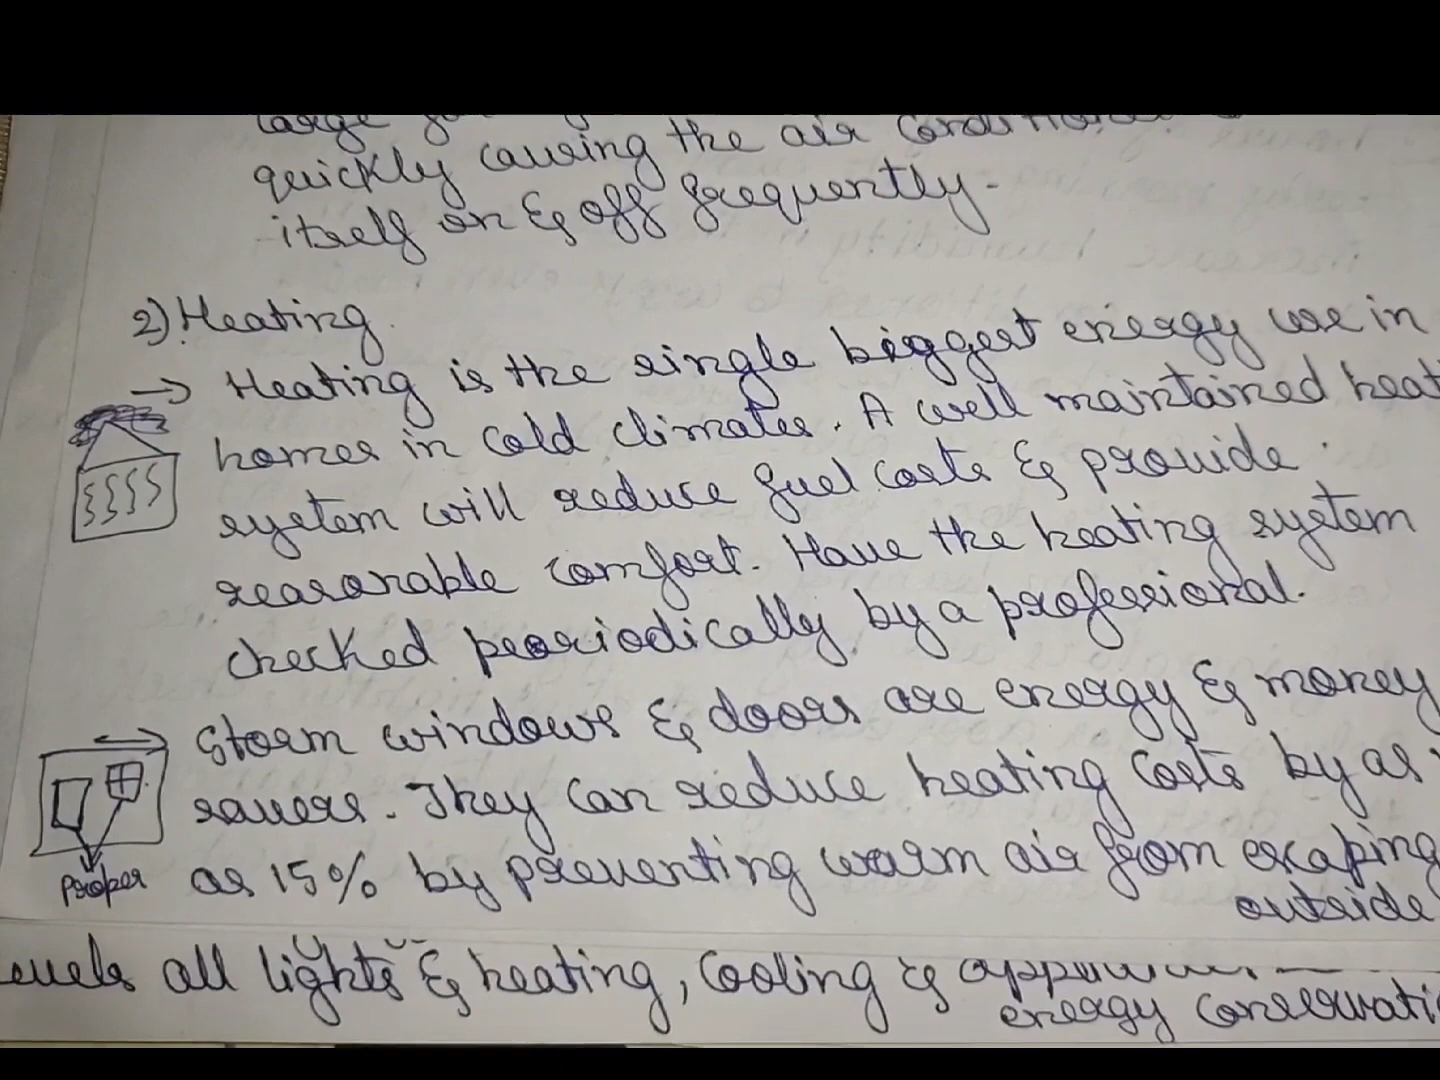 large
quickly causing the air conditioner
itself on & off frequently.
2) Heating.
→ Heating is the single biggest energy use in
homes in cold climates. A well maintained heat
system will reduce fuel costs & provide
reasonable comfort. Have the heating system
checked peoriodically by a professional.
→ Storm windows & doors are energy & money
savers. They can reduce heating costs by as
as 15% by preventing warm air from escaping
outside
Proper
all lights & heating, cooling &
energy conservati